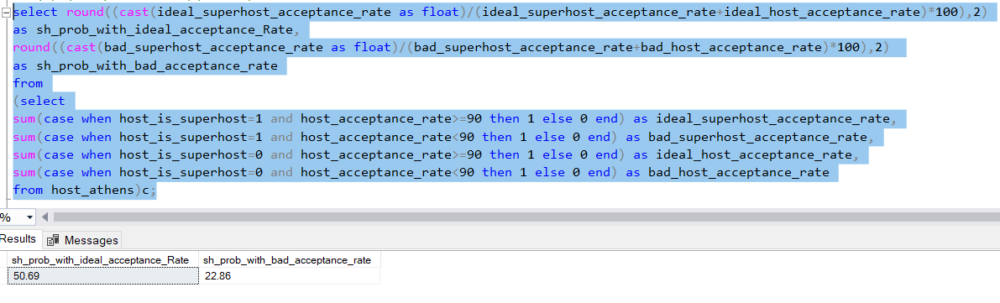 select round((cast(ideal_superhost_acceptance_rate as float)/(ideal_superhost_acceptance_rate+ideal_host_acceptance_rate)*100),2)
as sh_prob_with_ideal_acceptance_Rate,
round((cast(bad_superhost_acceptance_rate as float)/(bad_superhost_acceptance_rate+bad_host_acceptance_rate)*100),2)
as sh_prob_with_bad_acceptance_rate
from
(select
sum(case when host_is_superhost=1 and host_acceptance_rate>=90 then 1 else 0 end) as ideal_superhost_acceptance_rate,
sum(case when host_is_superhost=1 and host_acceptance_rate<90 then 1 else 0 end) as bad_superhost_acceptance_rate,
sum(case when host_is_superhost=0 and host_acceptance_rate>=90 then 1 else 0 end) as ideal_host_acceptance_rate,
sum(case when host_is_superhost=0 and host_acceptance_rate<90 then 1 else 0 end) as bad_host_acceptance_rate
from host_athens)c;
%
Results Messages
sh_prob_with_ideal_acceptance_Rate sh_prob_with_bad_acceptance_rate
50.69 22.86